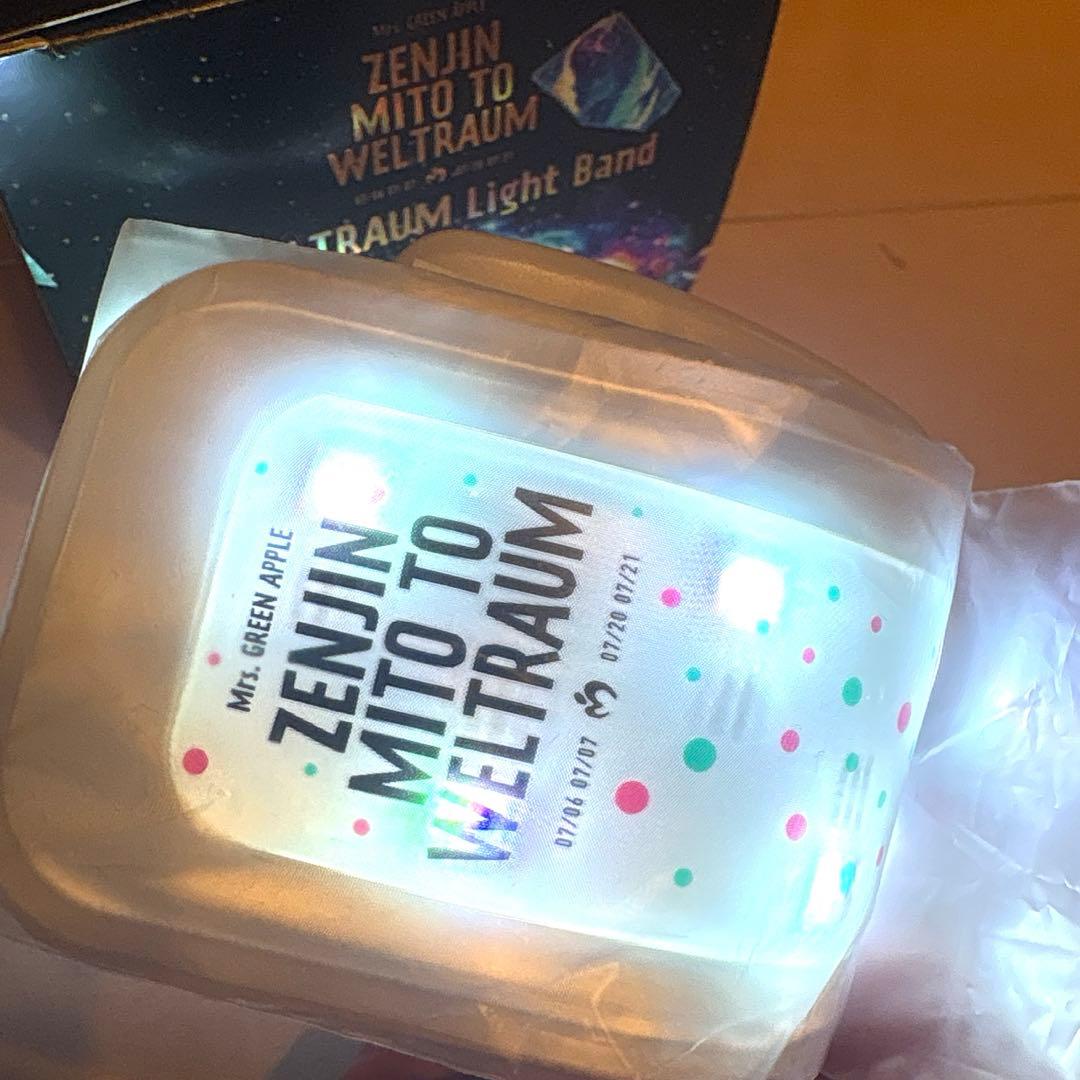 Mrs. GREEN APPLE
ZENJIN
MITO TO
WELTRAUM
TRAUM Light Band
Mrs. GREEN APPLE
ZENJIN
MITO TO
WELTRAUM
07/06 07/07 07/20 07/21